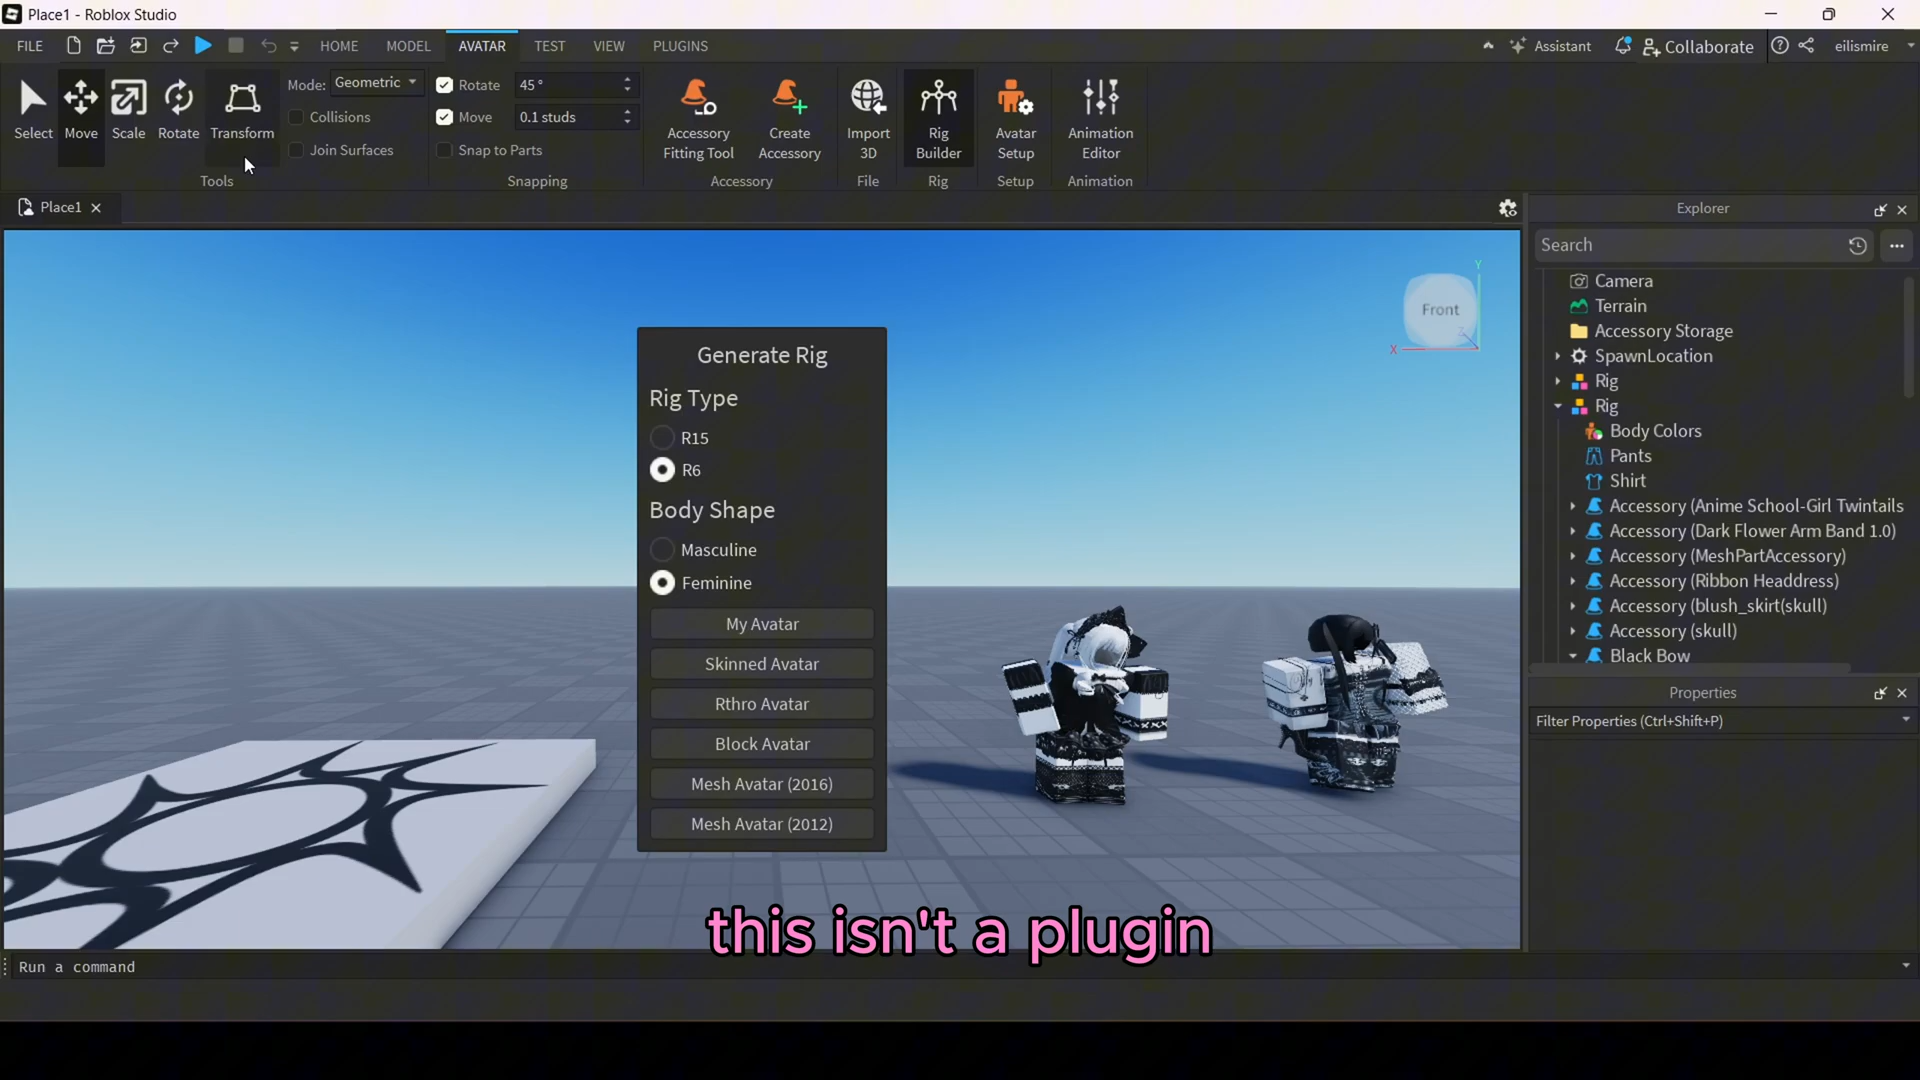 Place1 - Roblox Studio
FILE HOME MODEL AVATAR TEST VIEW PLUGINS Assistant Collaborate eilismire
Select Move Scale Rotate Transform
Mode: Geometric
Collisions
Join Surfaces
Tools
Rotate 45 °
Move 0.1 studs
Snap to Parts
Snapping
Accessory Fitting Tool
Create Accessory
Accessory
Import 3D
File
Rig Builder
Rig
Avatar Setup
Setup
Animation Editor
Animation
Place1
Front
X
Y
Z
Generate Rig
Rig Type
R15
R6
Body Shape
Masculine
Feminine
My Avatar
Skinned Avatar
Rthro Avatar
Block Avatar
Mesh Avatar (2016)
Mesh Avatar (2012)
this isn't a plugin
Explorer
Search
Camera
Terrain
Accessory Storage
SpawnLocation
Rig
Rig
Body Colors
Pants
Shirt
Accessory (Anime School-Girl Twintails
Accessory (Dark Flower Arm Band 1.0)
Accessory (MeshPartAccessory)
Accessory (Ribbon Headdress)
Accessory (blush_skirt(skull)
Accessory (skull)
Black Bow
Properties
Filter Properties (Ctrl+Shift+P)
Run a command